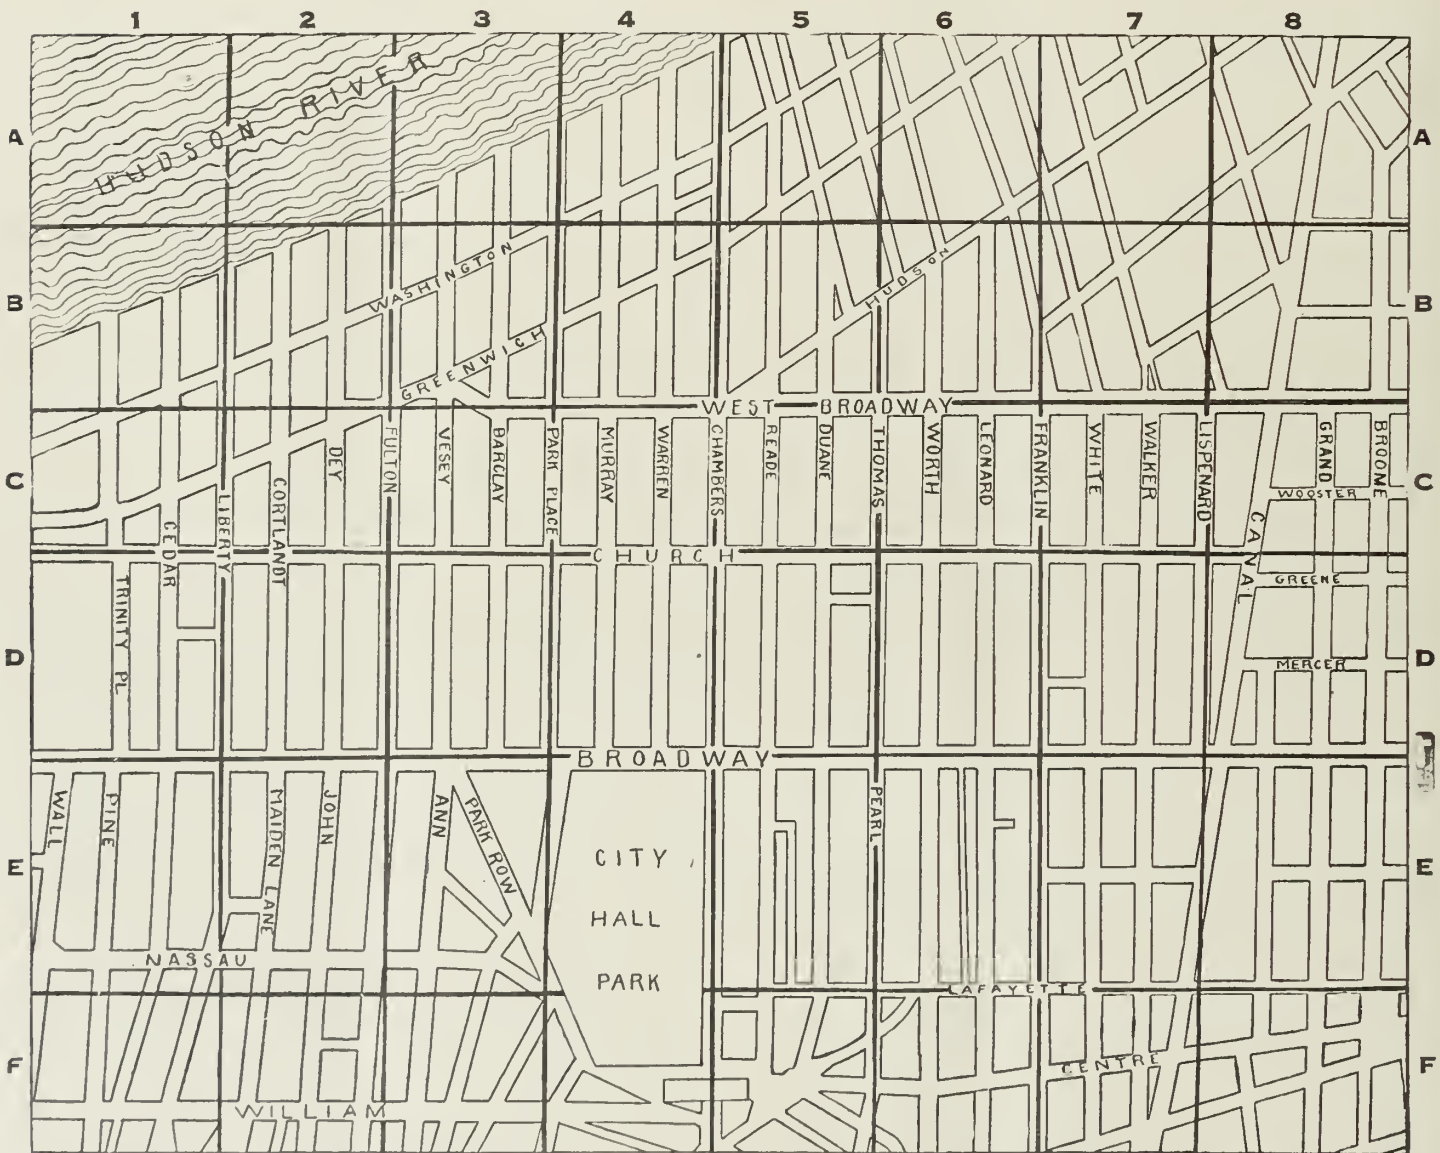 1 2 3 4 5 6 7 8
HUDSON RIVER
A A
WASHINGTON
HUDSON
B B
GREENWICH
WEST BROADWAY
DEY
FULTON
VESEY
BARCLAY
PARK PLACE
MURRAY
WARREN
CHAMBERS
READE
DUANE
THOMAS
WORTH
LEONARD
FRANKLIN
WHITE
WALKER
LISPENARD
GRAND
BROOME
C C
LIBERTY
CORTLANDT
WOOSTER
CEDAR
CANAL
CHURCH
TRINITY PL
GREENE
D D
MERCER
BROADWAY
WALL
PINE
MAIDEN LANE
JOHN
ANN
PARK ROW
PEARL
CITY
HALL
PARK
E E
NASSAU
LAFAYETTE
F F
CENTRE
WILLIAM